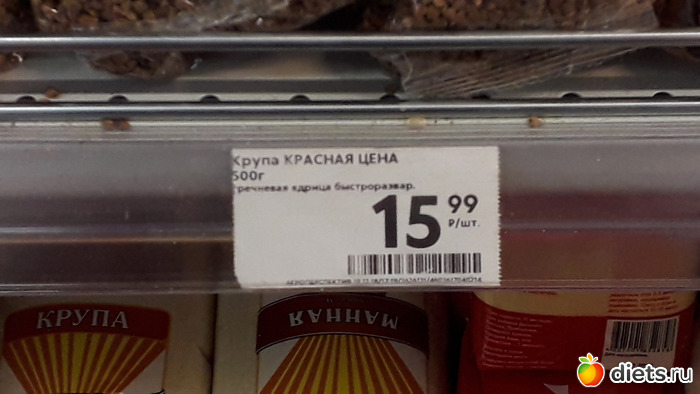 Крупа КРАСНАЯ ЦЕНА
500г
гречневая ядрица быстроразвар.
15 99
Р/шт.
КРУПА
МАННАЯ
diets.ru